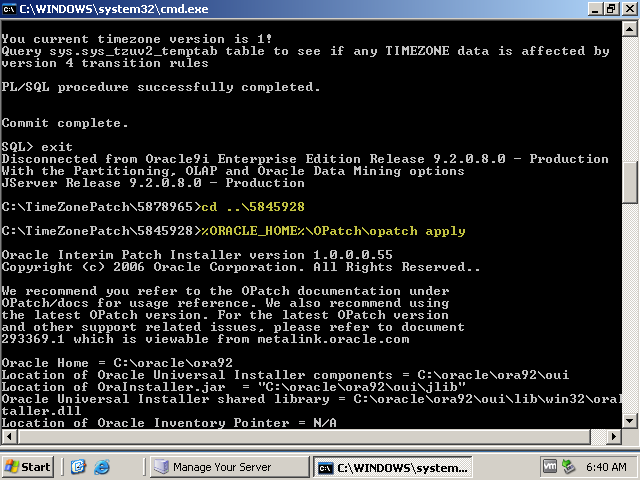 C:\WINDOWS\system32\cmd.exe
You current timezone version is 1!
Query sys.sys_tzuv2_temptab table to see if any TIMEZONE data is affected by
version 4 transition rules
PL/SQL procedure successfully completed.
Commit complete.
SQL> exit
Disconnected from Oracle9i Enterprise Edition Release 9.2.0.8.0 - Production
With the Partitioning, OLAP and Oracle Data Mining options
JServer Release 9.2.0.8.0 - Production
C:\TimeZonePatch\5878965>cd ..\5845928
C:\TimeZonePatch\5845928>%ORACLE_HOME%\OPatch\opatch apply
Oracle Interim Patch Installer version 1.0.0.0.55
Copyright (c) 2006 Oracle Corporation. All Rights Reserved..
We recommend you refer to the OPatch documentation under
OPatch/docs for usage reference. We also recommend using
the latest OPatch version. For the latest OPatch version
and other support related issues, please refer to document
293369.1 which is viewable from metalink.oracle.com
Oracle Home = C:\oracle\ora92
Location of Oracle Universal Installer components = C:\oracle\ora92\oui
Location of OraInstaller.jar  = "C:\oracle\ora92\oui\jlib"
Oracle Universal Installer shared library = C:\oracle\ora92\oui\lib\win32\orains
taller.dll
Location of Oracle Inventory Pointer = N/A
Start
Manage Your Server
C:\WINDOWS\system...
vm
6:40 AM